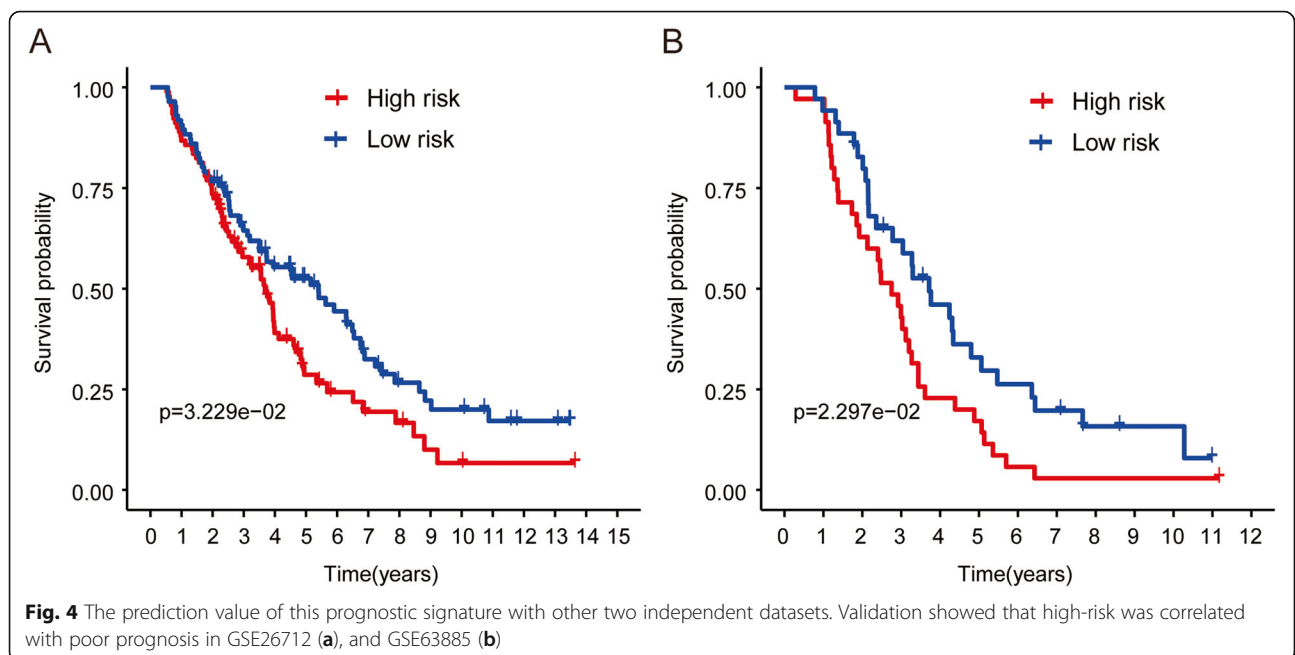 A
High risk
Low risk
Survival probability
1.00
0.75
0.50
0.25
0.00
p=3.229e−02
0 1 2 3 4 5 6 7 8 9 10 11 12 13 14 15
Time(years)
B
High risk
Low risk
Survival probability
1.00
0.75
0.50
0.25
0.00
p=2.297e−02
0 1 2 3 4 5 6 7 8 9 10 11 12
Time(years)
Fig. 4 The prediction value of this prognostic signature with other two independent datasets. Validation showed that high-risk was correlated
with poor prognosis in GSE26712 (a), and GSE63885 (b)